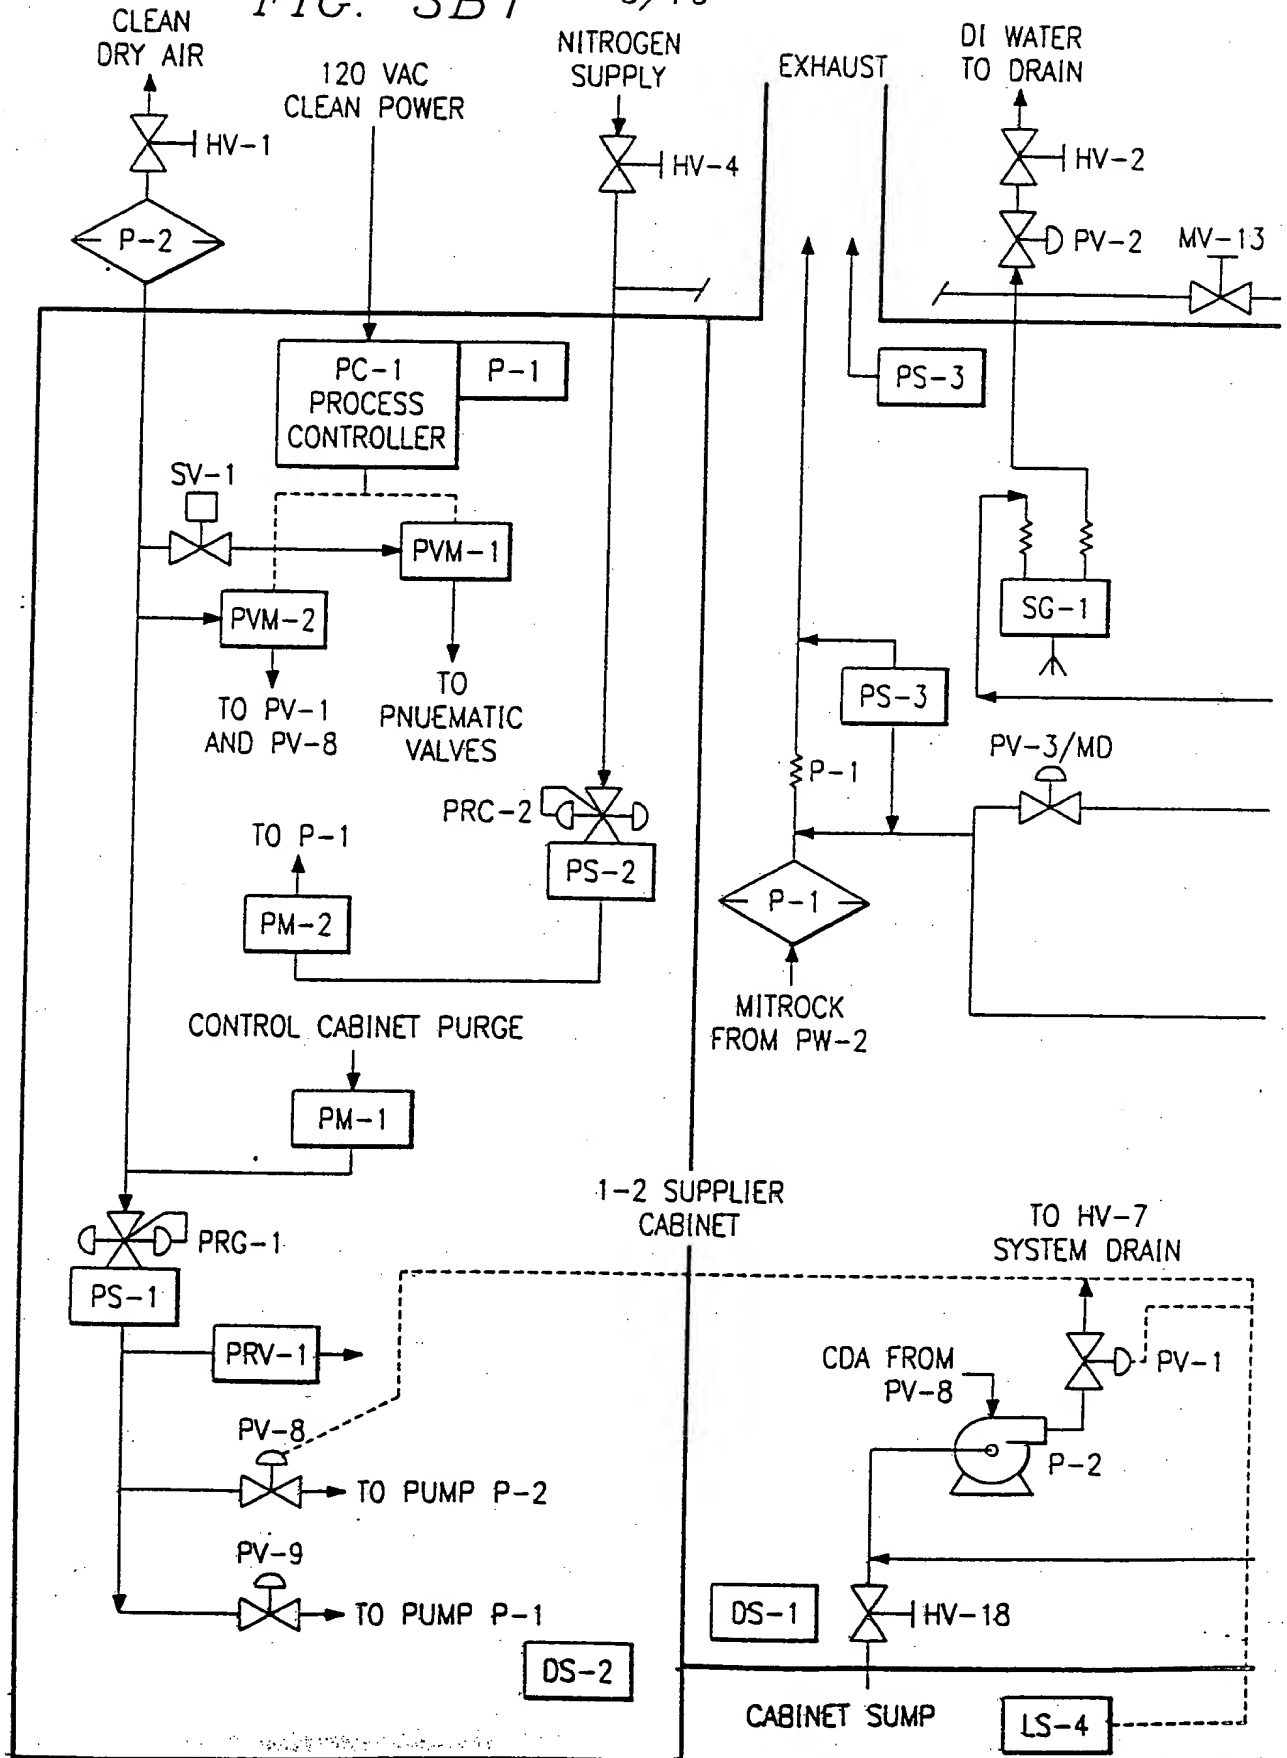 FIG. 3B1
CLEAN
DRY AIR
120 VAC
CLEAN POWER
NITROGEN
SUPPLY
EXHAUST
DI WATER
TO DRAIN
HV-1
HV-4
HV-2
P-2
PV-2
MV-13
PC-1
PROCESS
CONTROLLER
P-1
PS-3
SV-1
PVM-1
PVM-2
SG-1
TO PV-1
AND PV-8
TO
PNUEMATIC
VALVES
PS-3
PV-3/MD
P-1
PRC-2
TO P-1
PS-2
PM-2
P-1
MITROCK
FROM PW-2
CONTROL CABINET PURGE
PM-1
1-2 SUPPLIER
CABINET
TO HV-7
SYSTEM DRAIN
PRG-1
PS-1
PRV-1
CDA FROM
PV-8
PV-1
PV-8
P-2
TO PUMP P-2
PV-9
TO PUMP P-1
DS-1
HV-18
DS-2
CABINET SUMP
LS-4